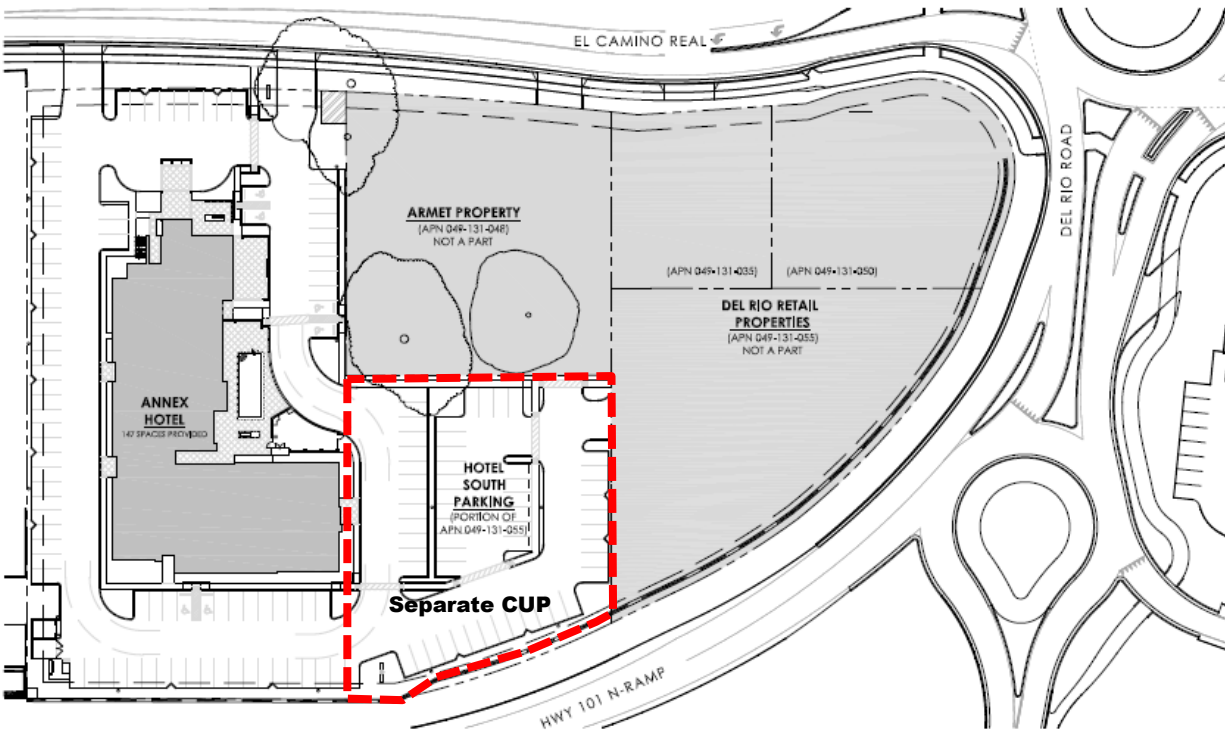 EL CAMINO REAL
DEL RIO ROAD
ARMET PROPERTY
(APN 049-131-048)
NOT A PART
(APN 049-131-035)
(APN 049-131-050)
DEL RIO RETAIL
PROPERTIES
(APN 049-131-055)
NOT A PART
ANNEX
HOTEL
147 SPACES PROVIDED
HOTEL
SOUTH
PARKING
(PORTION OF
APN 049-131-055)
Separate CUP
HWY 101 N-RAMP